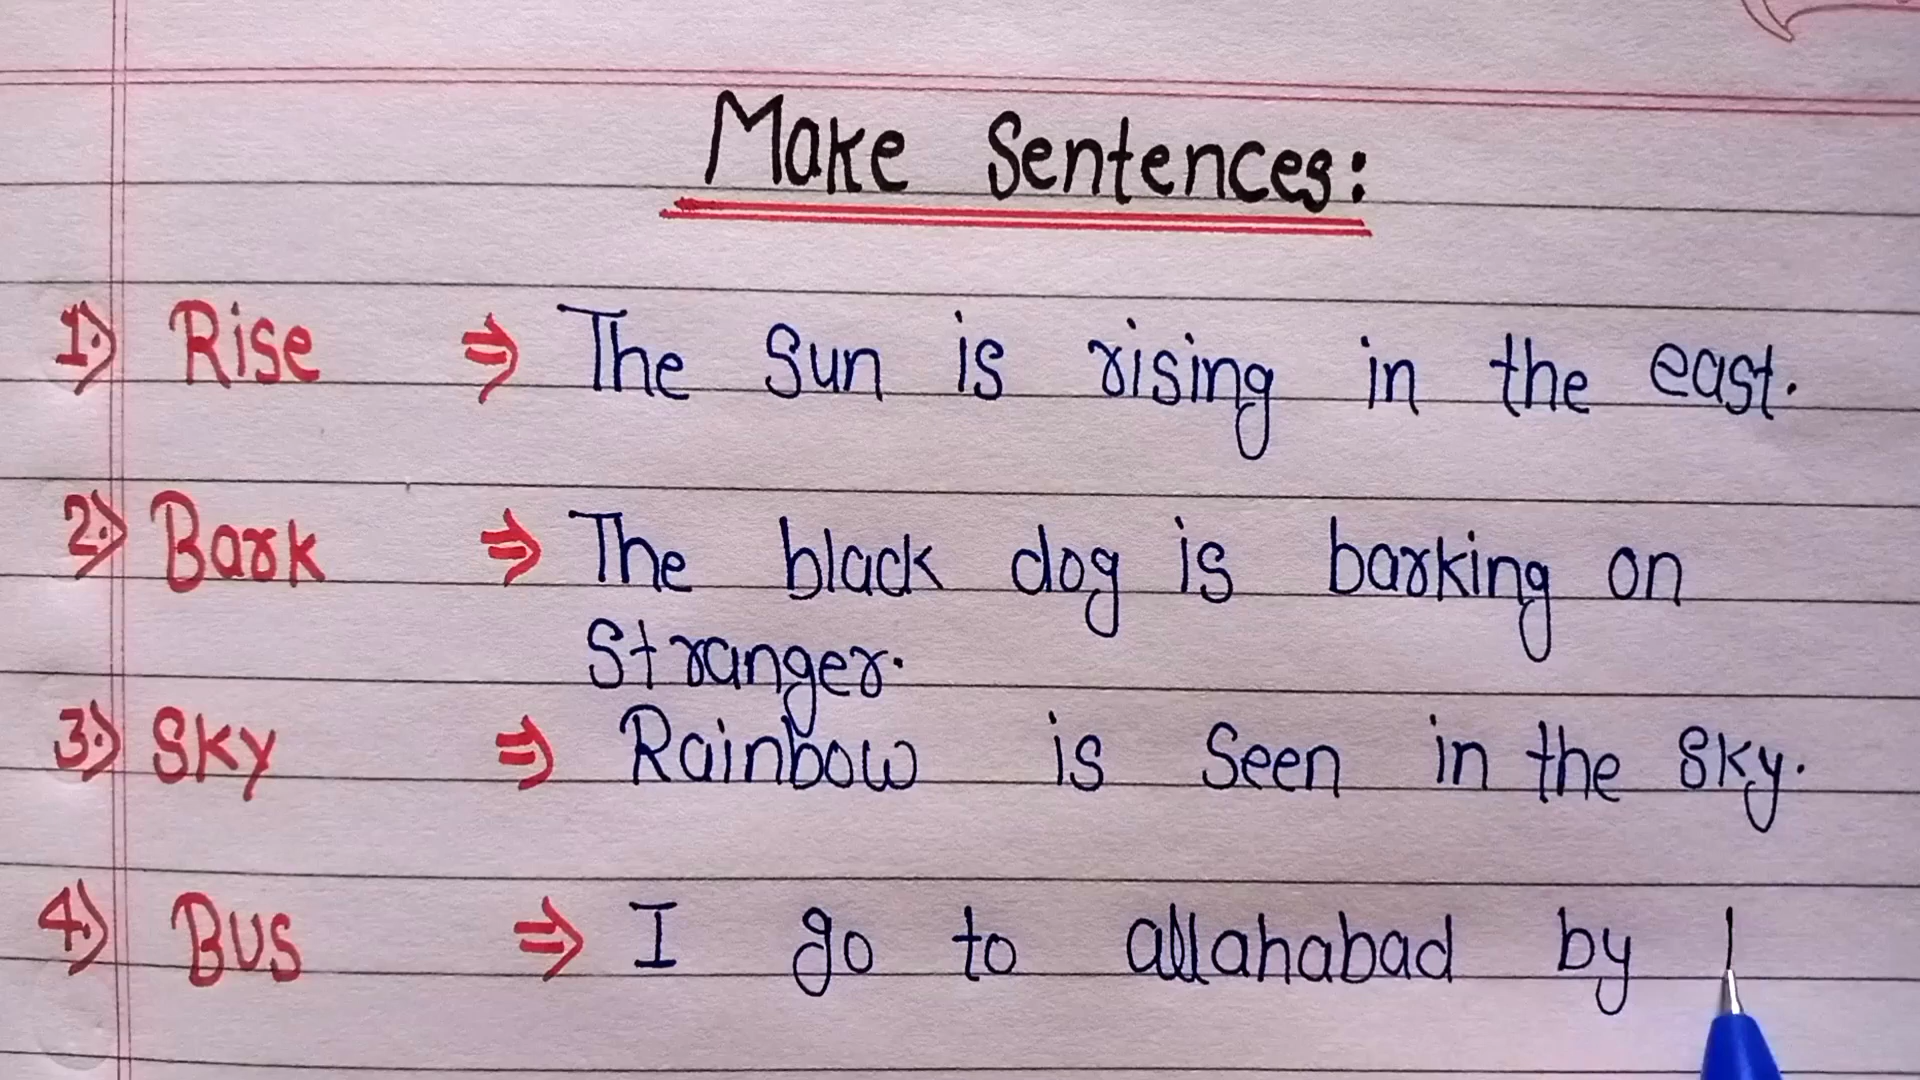 Make Sentences:
1.) Rise ⇒ The Sun is rising in the east.
2.) Bark ⇒ The black dog is barking on
Stranger.
3.) Sky ⇒ Rainbow is Seen in the Sky.
4.) Bus ⇒ I go to allahabad by